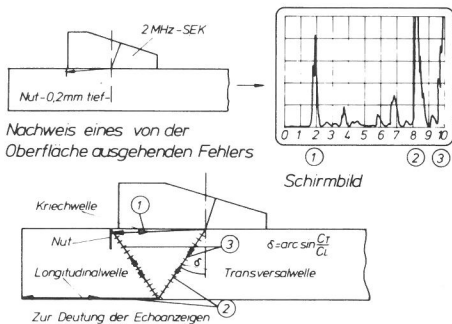 2 MHz-SEK
Nut-0,2mm tief-
Nachweis eines von der
Oberfläche ausgehenden Fehlers
0 1 2 3 4 5 6 7 8 9 10
1 2 3
Schirmbild
Kriechwelle
1
Nut
3
δ=arc sin CT/CL
δ
Longitudinalwelle
Transversalwelle
2
Zur Deutung der Echoanzeigen